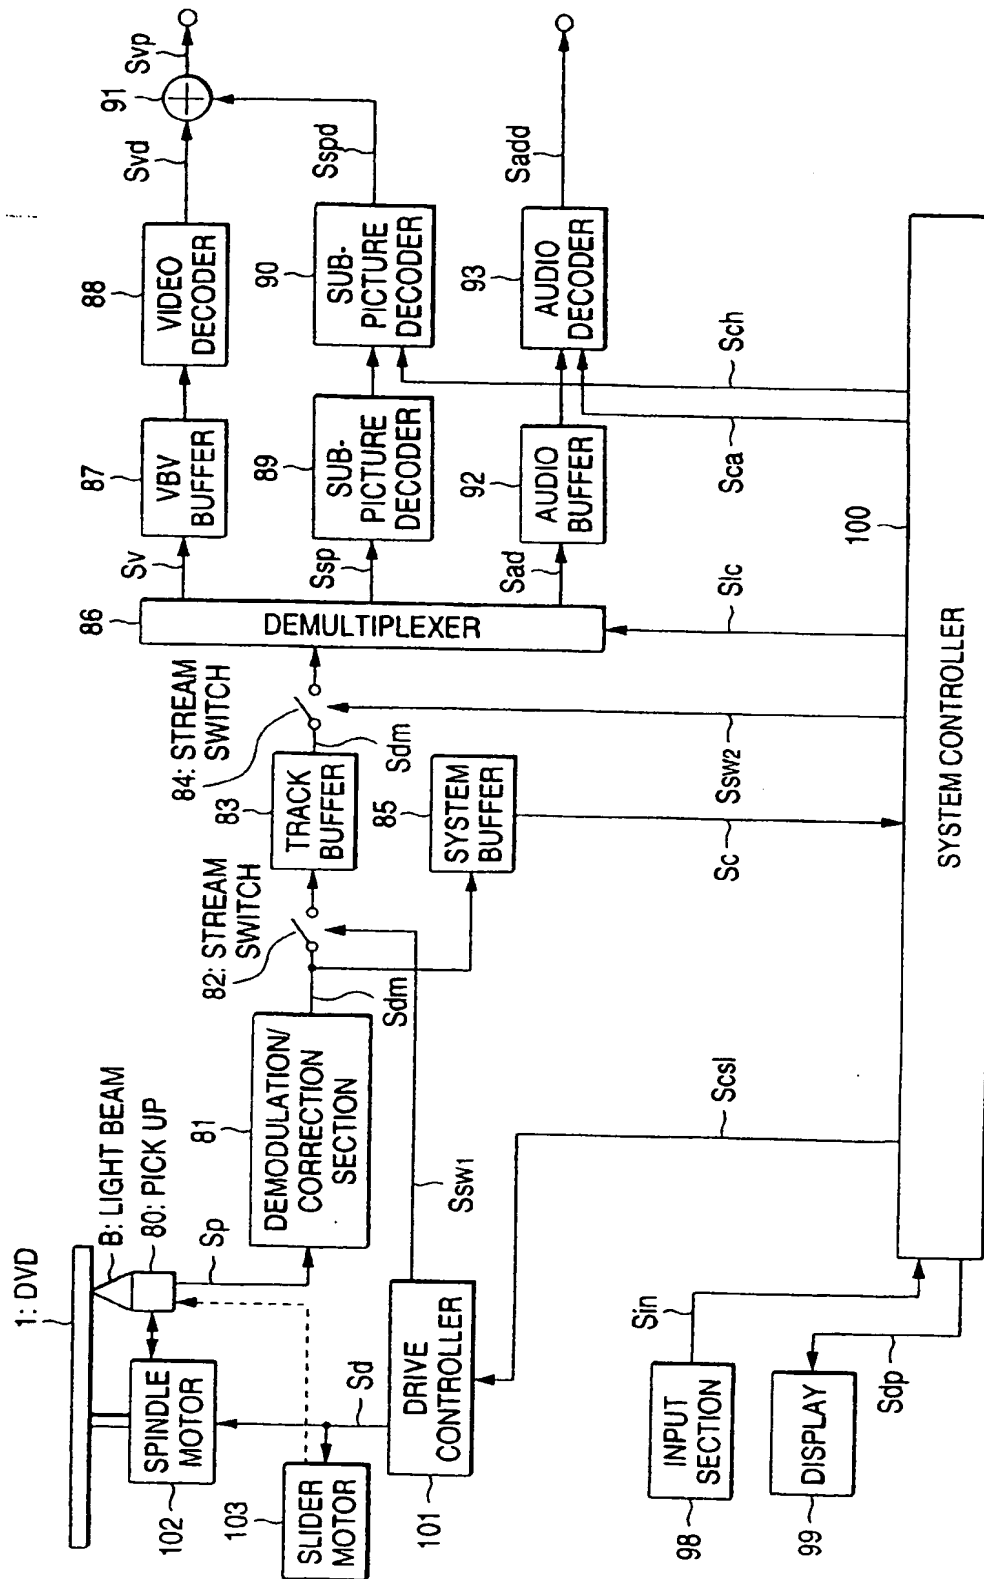 1: DVD
B: LIGHT BEAM
80: PICK UP
Sp
SPINDLE
MOTOR
102
SLIDER
MOTOR
103
Sd
DRIVE
CONTROLLER
101
81
DEMODULATION/
CORRECTION
SECTION
Sdm
82: STREAM
SWITCH
Ssw1
83
TRACK
BUFFER
84: STREAM
SWITCH
Sdm
85
SYSTEM
BUFFER
86
DEMULTIPLEXER
Sv
87
VBV
BUFFER
88
VIDEO
DECODER
Svd
91
Svp
Ssp
89
SUB-
PICTURE
DECODER
90
SUB-
PICTURE
DECODER
Sspd
Sad
92
AUDIO
BUFFER
93
AUDIO
DECODER
Sadd
INPUT
SECTION
98
Sin
DISPLAY
99
Sdp
Scsl
Sc
Ssw2
Slc
Sca
Sch
100
SYSTEM CONTROLLER